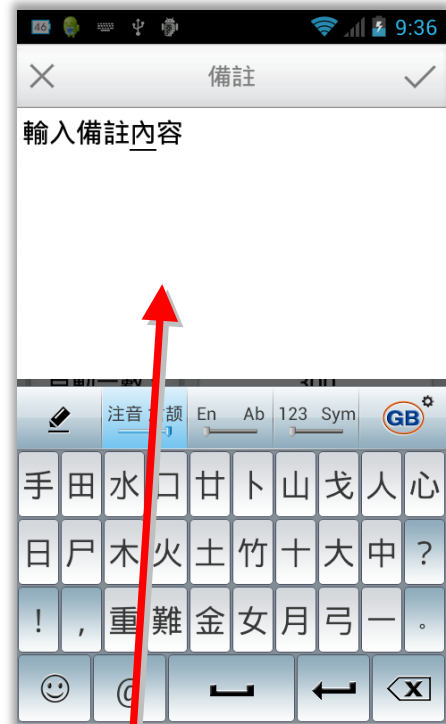 46 9:36
備註
輸入備註內容
300
注音 En Ab 123 Sym GB
手 田 水 口 廿 卜 山 戈 人 心
日 尸 木 火 土 竹 十 大 中 ?
! , 重 難 金 女 月 弓 一 。
@